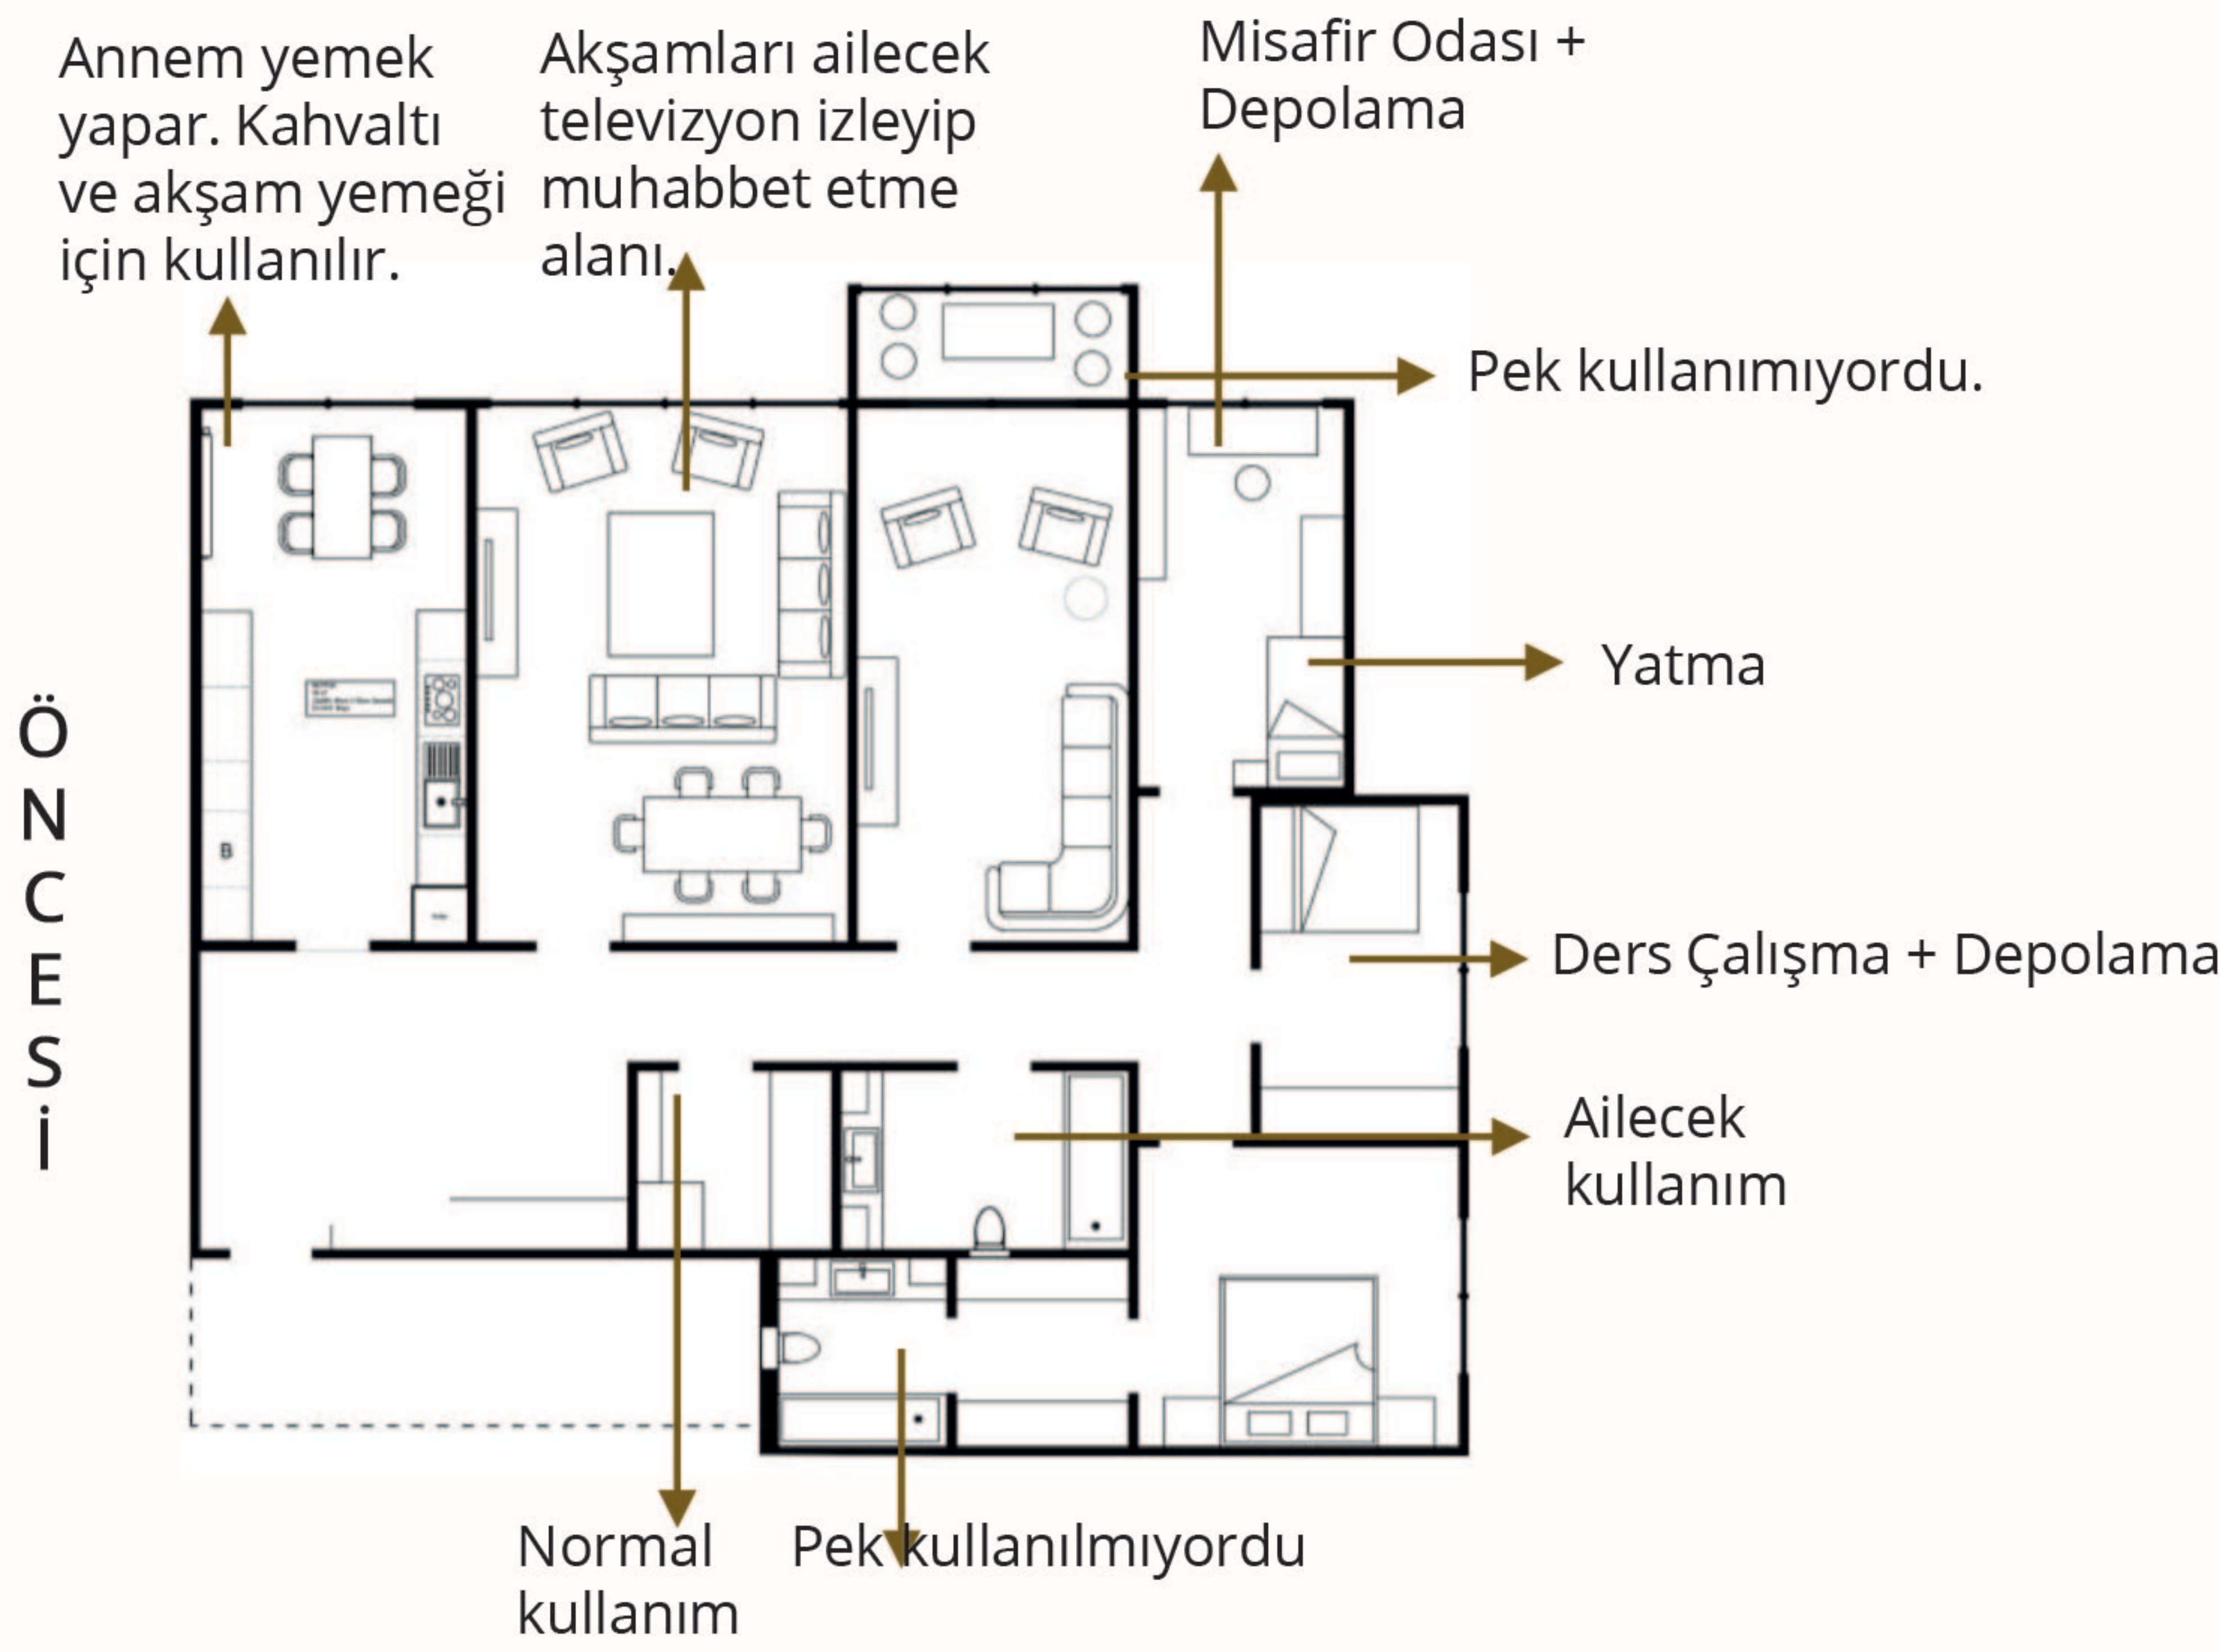 Annem yemek
yapar. Kahvaltı
ve akşam yemeği
için kullanılır.
Akşamları ailecek
televizyon izleyip
muhabbet etme
alanı.
Misafir Odası +
Depolama
Pek kullanımıyordu.
Yatma
Ö
N
C
E
S
İ
B
Ders Çalışma + Depolama
Ailecek
kullanım
Normal
kullanım
Pek kullanılmıyordu